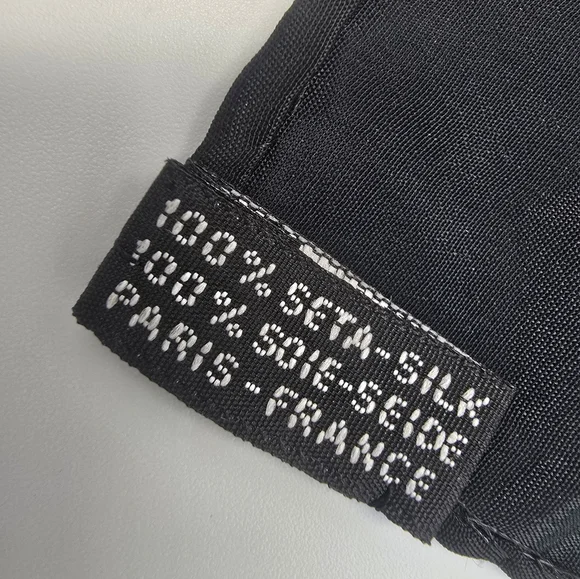 100% SETA-SILK
100% SOIE-SEIDE
PARIS-FRANCE